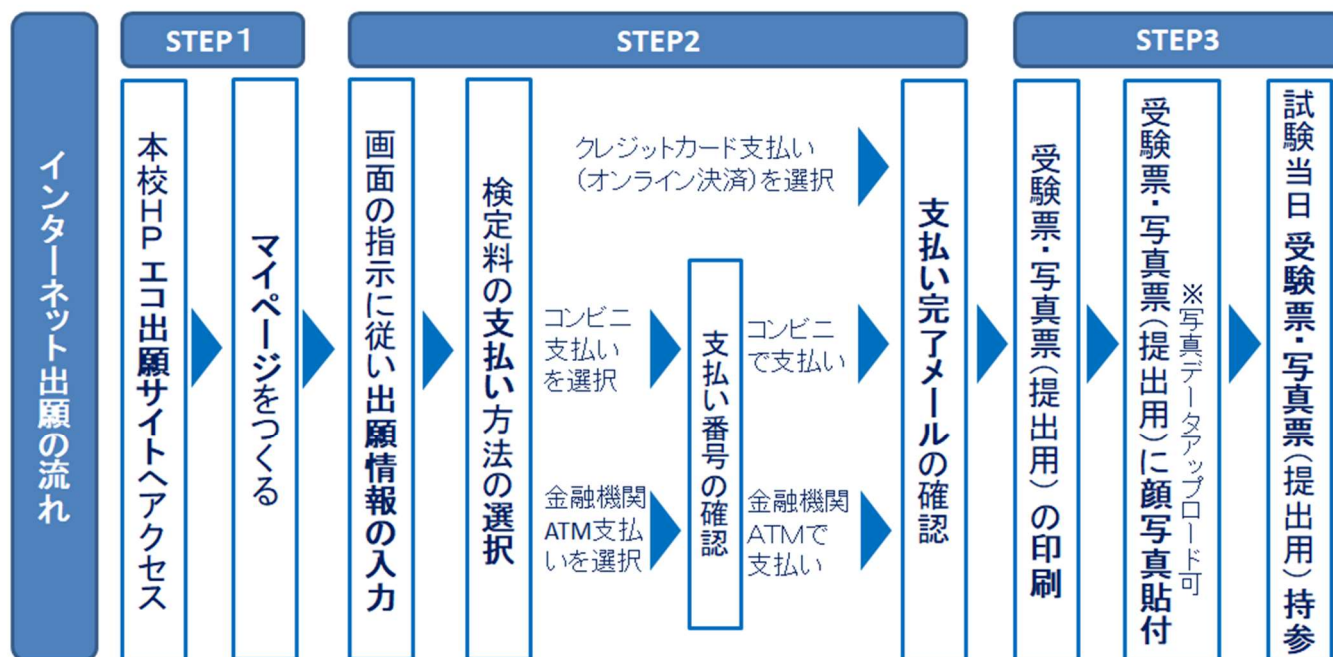 インターネット出願の流れ
STEP１
本校HP エコ出願サイトへアクセス
マイページをつくる
STEP2
画面の指示に従い出願情報の入力
検定料の支払い方法の選択
クレジットカード支払い
（オンライン決済）を選択
コンビニ
支払い
を選択
金融機関
ATM支払
いを選択
支払い番号の確認
コンビニ
で支払い
金融機関
ATMで
支払い
支払い完了メールの確認
STEP3
受験票・写真票（提出用）の印刷
受験票・写真票（提出用）に顔写真貼付
※写真データアップロード可
試験当日 受験票・写真票（提出用）持参